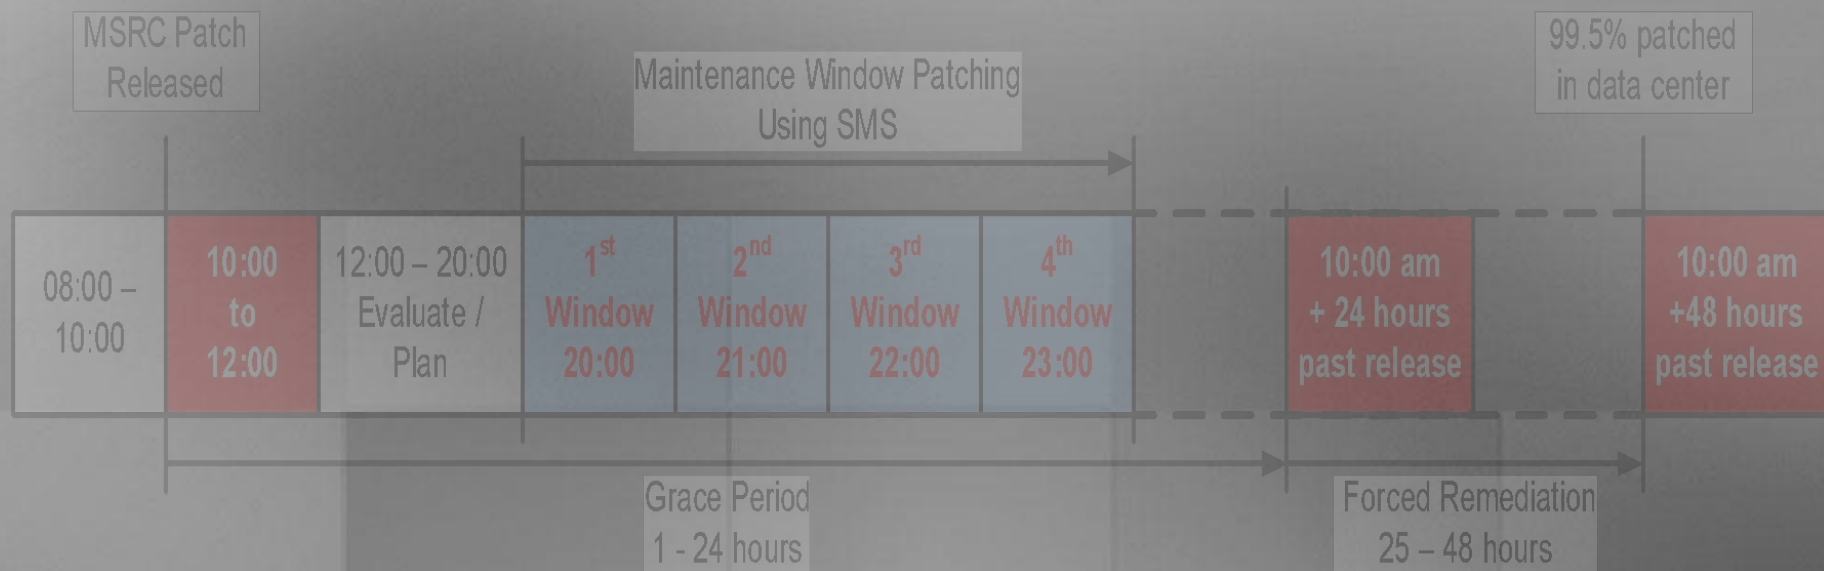 MSRC Patch
Released
Maintenance Window Patching
Using SMS
99.5% patched
in data center
08:00 –
10:00
10:00
to
12:00
12:00 – 20:00
Evaluate /
Plan
1st
Window
20:00
2nd
Window
21:00
3rd
Window
22:00
4th
Window
23:00
10:00 am
+ 24 hours
past release
10:00 am
+48 hours
past release
Grace Period
1 - 24 hours
Forced Remediation
25 – 48 hours